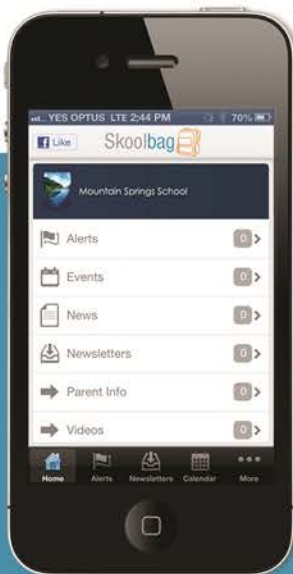 YES OPTUS LTE 2:44 PM 70%
Like Skoolbag
Mountain Springs School
Alerts 0
Events 0
News 0
Newsletters 0
Parent Info 0
Videos 0
Home Alerts Newsletters Calendar More